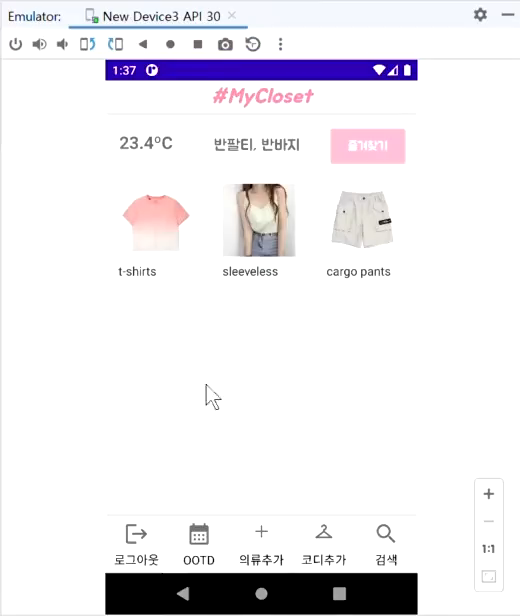 Emulator: New Device3 API 30
1:37
#MyCloset
23.4°C 반팔티, 반바지 즐겨찾기
t-shirts sleeveless cargo pants
로그아웃 OOTD 의류추가 코디추가 검색
1:1